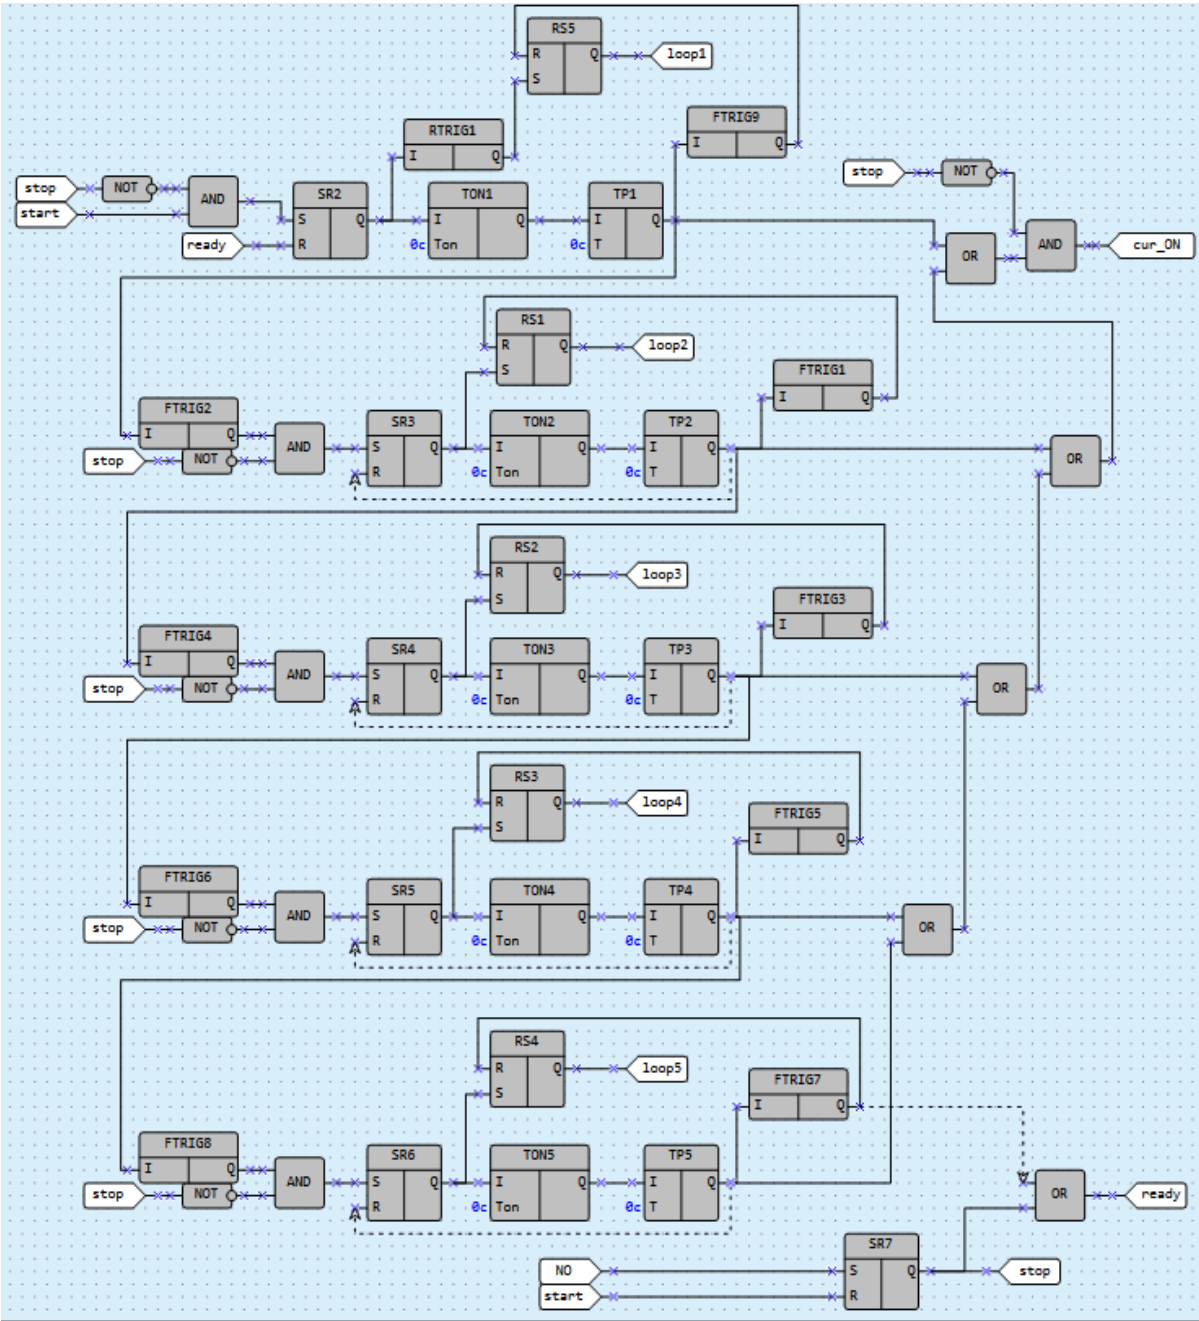 RS5
R Q
S
loop1
RTRIG1
I Q
FTRIG9
I Q
stop
NOT
AND
start
ready
SR2
S Q
R
TON1
I Q
0c Ton
TP1
I Q
0c T
stop
NOT
OR
AND
cur_ON
RS1
R Q
S
loop2
FTRIG1
I Q
FTRIG2
I Q
stop
NOT
AND
SR3
S Q
R
TON2
I Q
0c Ton
TP2
I Q
0c T
OR
RS2
R Q
S
loop3
FTRIG3
I Q
FTRIG4
I Q
stop
NOT
AND
SR4
S Q
R
TON3
I Q
0c Ton
TP3
I Q
0c T
OR
RS3
R Q
S
loop4
FTRIG5
I Q
FTRIG6
I Q
stop
NOT
AND
SR5
S Q
R
TON4
I Q
0c Ton
TP4
I Q
0c T
OR
RS4
R Q
S
loop5
FTRIG7
I Q
FTRIG8
I Q
stop
NOT
AND
SR6
S Q
R
TON5
I Q
0c Ton
TP5
I Q
0c T
OR
ready
SR7
S Q
R
NO
start
stop